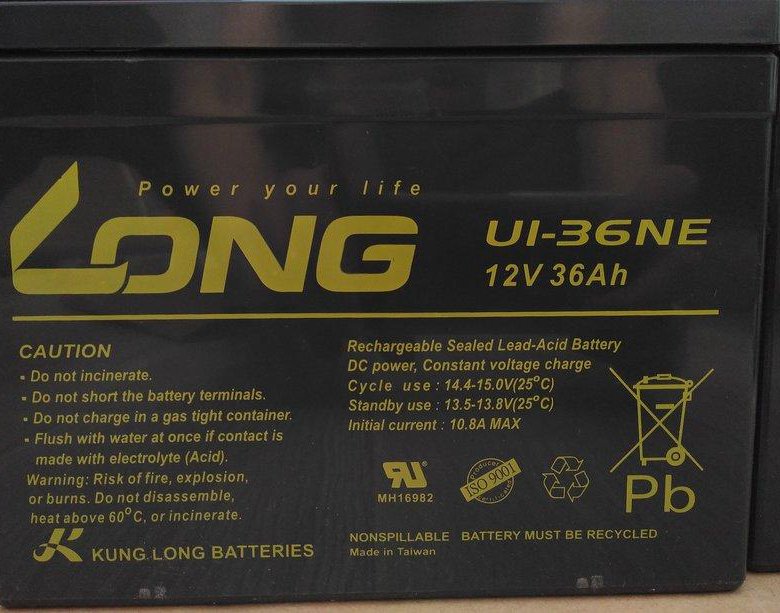 Power your life
LONG
UI-36NE
12V 36Ah
CAUTION
▪ Do not incinerate.
▪ Do not short the battery terminals.
▪ Do not charge in a gas tight container.
▪ Flush with water at once if contact is
made with electrolyte (Acid).
Warning: Risk of fire, explosion,
or burns. Do not disassemble,
heat above 60°C, or incinerate.
KUNG LONG BATTERIES
Rechargeable Sealed Lead-Acid Battery
DC power, Constant voltage charge
Cycle use : 14.4-15.0V(25°C)
Standby use : 13.5-13.8V(25°C)
Initial current : 10.8A MAX
MH16982
Producer
ISO 9001
Pb
NONSPILLABLE BATTERY MUST BE RECYCLED
Made in Taiwan